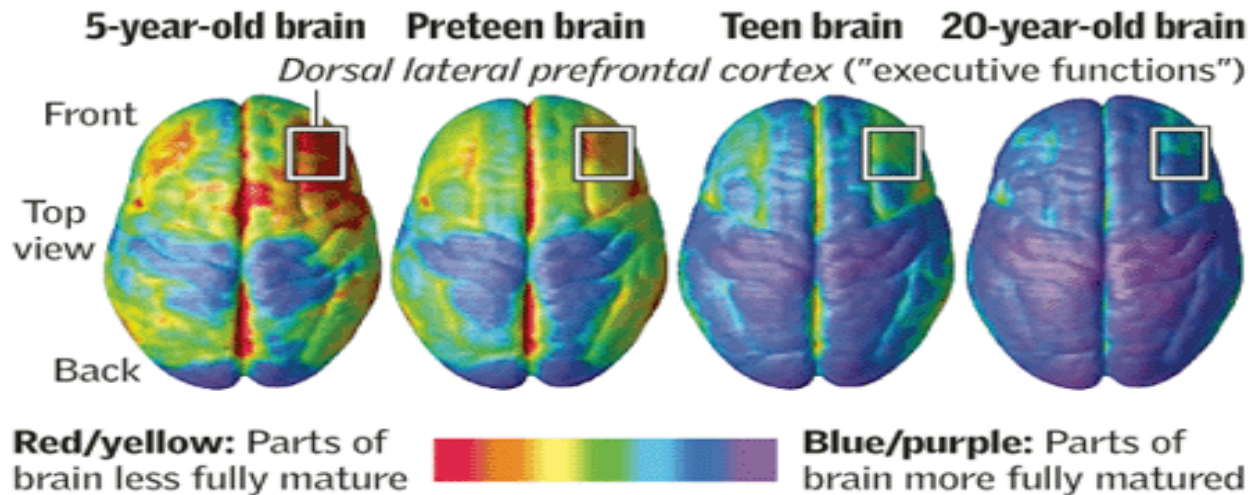 5-year-old brain Preteen brain Teen brain 20-year-old brain
Dorsal lateral prefrontal cortex ("executive functions")
Front
Top
view
Back
Red/yellow: Parts of
brain less fully mature
Blue/purple: Parts of
brain more fully matured